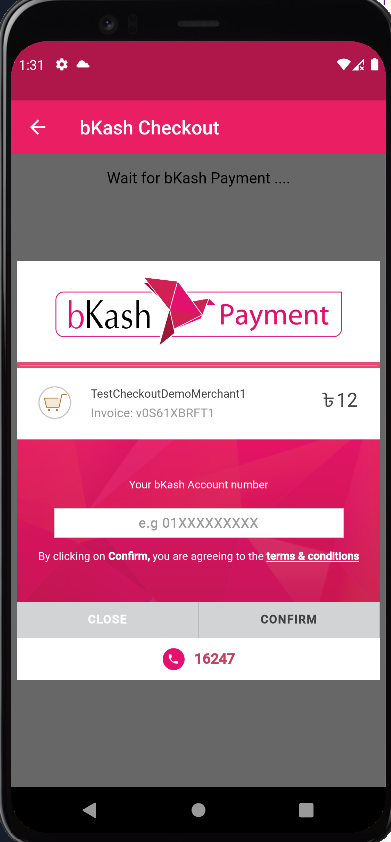 1:31
bKash Checkout
Wait for bKash Payment ....
bKash Payment
TestCheckoutDemoMerchant1
৳12
Invoice: v0S61XBRFT1
Your bKash Account number
e.g 01XXXXXXXXX
By clicking on Confirm, you are agreeing to the terms & conditions
CLOSE
CONFIRM
16247